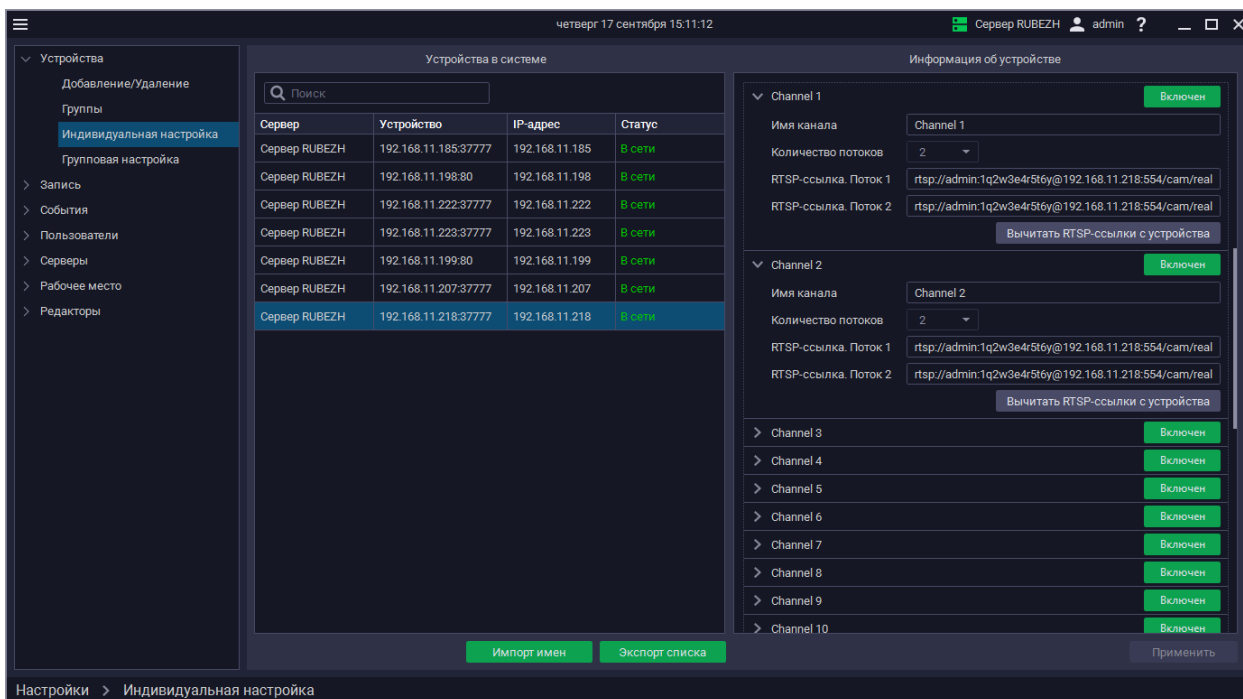 четверг 17 сентября 15:11:12
Сервер RUBEZH admin ?
Устройства
Добавление/Удаление
Группы
Индивидуальная настройка
Групповая настройка
Запись
События
Пользователи
Серверы
Рабочее место
Редакторы
Устройства в системе
Поиск
Сервер Устройство IP-адрес Статус
Сервер RUBEZH 192.168.11.185:37777 192.168.11.185 В сети
Сервер RUBEZH 192.168.11.198:80 192.168.11.198 В сети
Сервер RUBEZH 192.168.11.222:37777 192.168.11.222 В сети
Сервер RUBEZH 192.168.11.223:37777 192.168.11.223 В сети
Сервер RUBEZH 192.168.11.199:80 192.168.11.199 В сети
Сервер RUBEZH 192.168.11.207:37777 192.168.11.207 В сети
Сервер RUBEZH 192.168.11.218:37777 192.168.11.218 В сети
Импорт имен Экспорт списка
Информация об устройстве
Channel 1 Включен
Имя канала Channel 1
Количество потоков 2
RTSP-ссылка. Поток 1 rtsp://admin:1q2w3e4r5t6y@192.168.11.218:554/cam/real
RTSP-ссылка. Поток 2 rtsp://admin:1q2w3e4r5t6y@192.168.11.218:554/cam/real
Вычитать RTSP-ссылки с устройства
Channel 2 Включен
Имя канала Channel 2
Количество потоков 2
RTSP-ссылка. Поток 1 rtsp://admin:1q2w3e4r5t6y@192.168.11.218:554/cam/real
RTSP-ссылка. Поток 2 rtsp://admin:1q2w3e4r5t6y@192.168.11.218:554/cam/real
Вычитать RTSP-ссылки с устройства
Channel 3 Включен
Channel 4 Включен
Channel 5 Включен
Channel 6 Включен
Channel 7 Включен
Channel 8 Включен
Channel 9 Включен
Channel 10 Включен
Применить
Настройки > Индивидуальная настройка